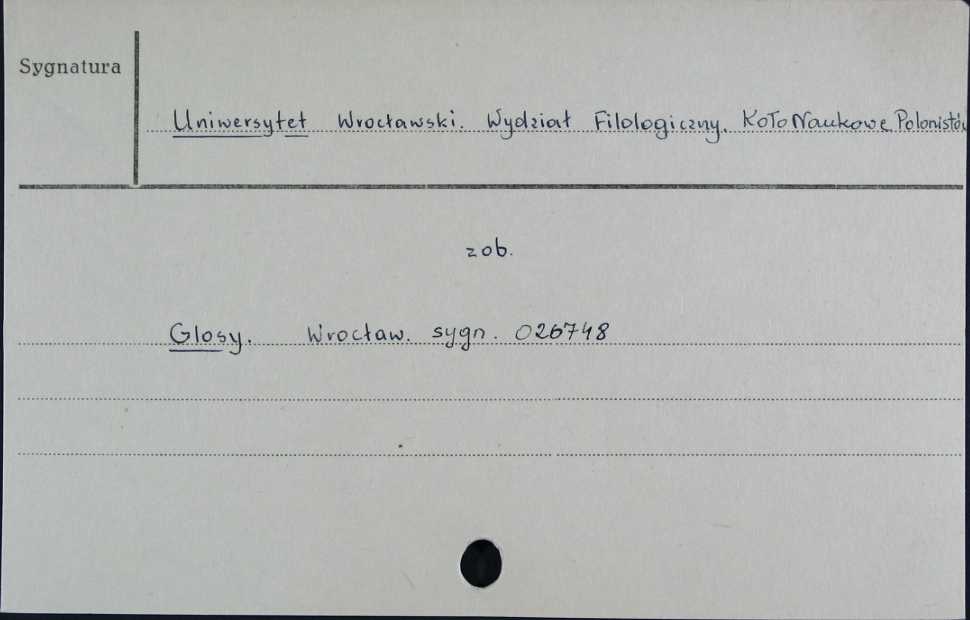 Sygnatura
Uniwersytet Wrocławski. Wydział Filologiczny. Koło Naukowe Polonistów
zob.
Glosy. Wrocław. sygn. 026748